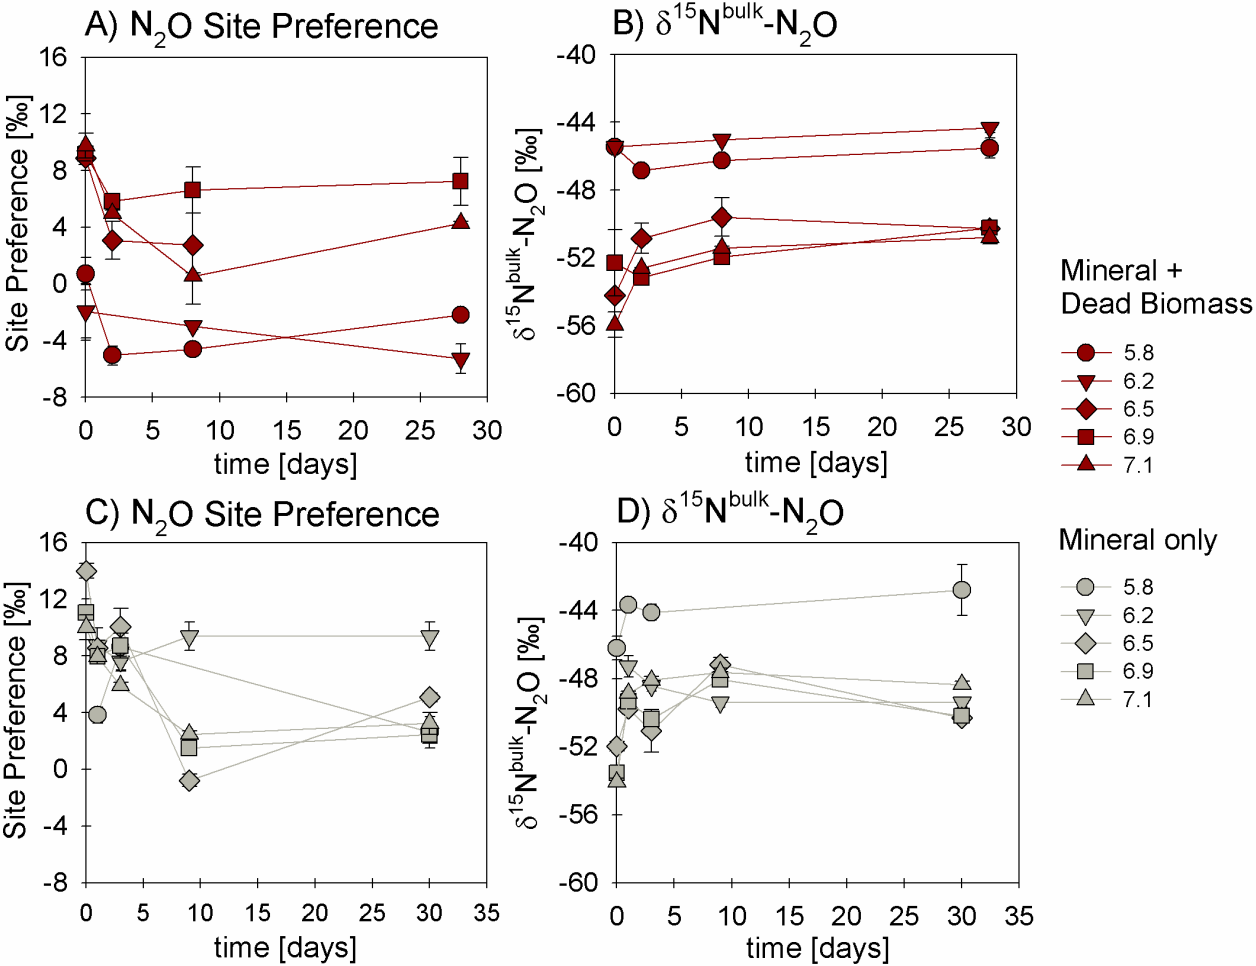 A) N₂O Site Preference
16
12
8
4
0
-4
-8
Site Preference [‰]
0 5 10 15 20 25 30
time [days]
B) δ¹⁵Nᵇᵘˡᵏ-N₂O
-40
-44
-48
-52
-56
-60
δ¹⁵Nᵇᵘˡᵏ-N₂O [‰]
0 5 10 15 20 25 30
time [days]
Mineral +
Dead Biomass
5.8
6.2
6.5
6.9
7.1
C) N₂O Site Preference
16
12
8
4
0
-4
-8
Site Preference [‰]
0 5 10 15 20 25 30 35
time [days]
D) δ¹⁵Nᵇᵘˡᵏ-N₂O
-40
-44
-48
-52
-56
-60
δ¹⁵Nᵇᵘˡᵏ-N₂O [‰]
0 5 10 15 20 25 30 35
time [days]
Mineral only
5.8
6.2
6.5
6.9
7.1